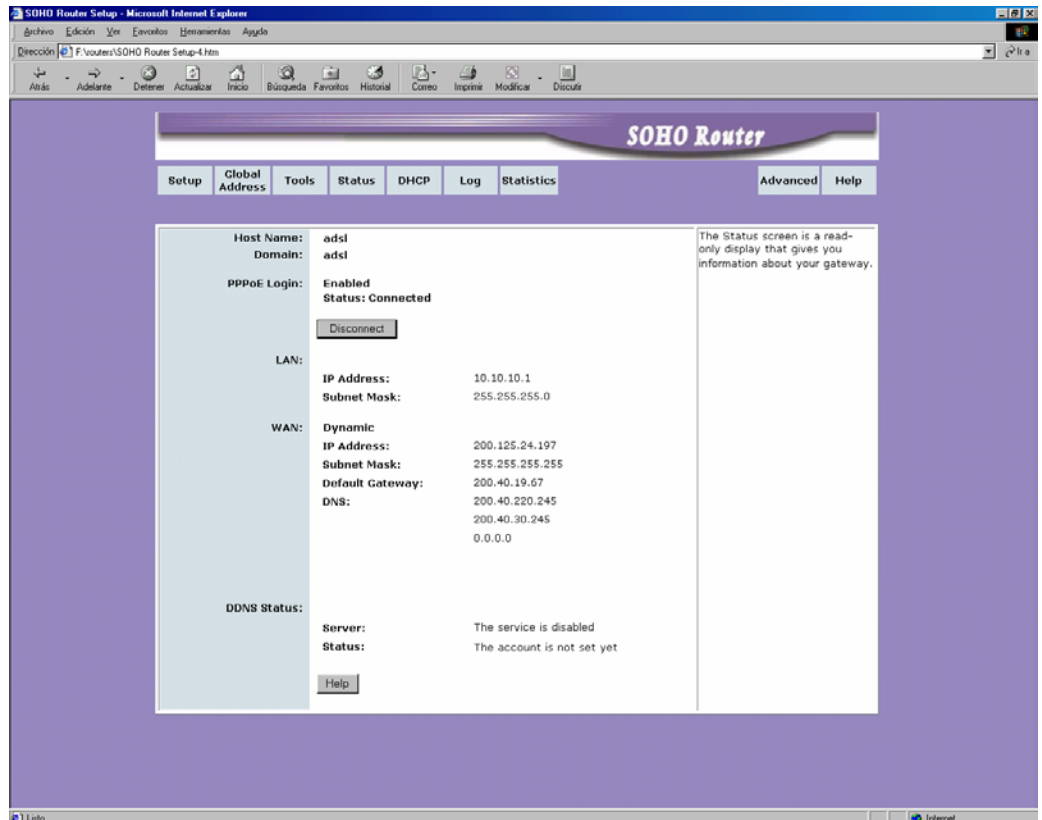 SOHO Router Setup - Microsoft Internet Explorer
Archivo Edición Ver Favoritos Herramientas Ayuda
Dirección F:\routers\SOHO Router Setup-4.htm Ir a
Atrás Adelante Detener Actualizar Inicio Búsqueda Favoritos Historial Correo Imprimir Modificar Discutir
SOHO Router
Setup Global Address Tools Status DHCP Log Statistics Advanced Help
Host Name: adsl
Domain: adsl
PPPoE Login: Enabled
Status: Connected
Disconnect
LAN:
IP Address: 10.10.10.1
Subnet Mask: 255.255.255.0
WAN: Dynamic
IP Address: 200.125.24.197
Subnet Mask: 255.255.255.255
Default Gateway: 200.40.19.67
DNS: 200.40.220.245
200.40.30.245
0.0.0.0
DDNS Status:
Server: The service is disabled
Status: The account is not set yet
Help
The Status screen is a read-
only display that gives you
information about your gateway.
Listo Internet